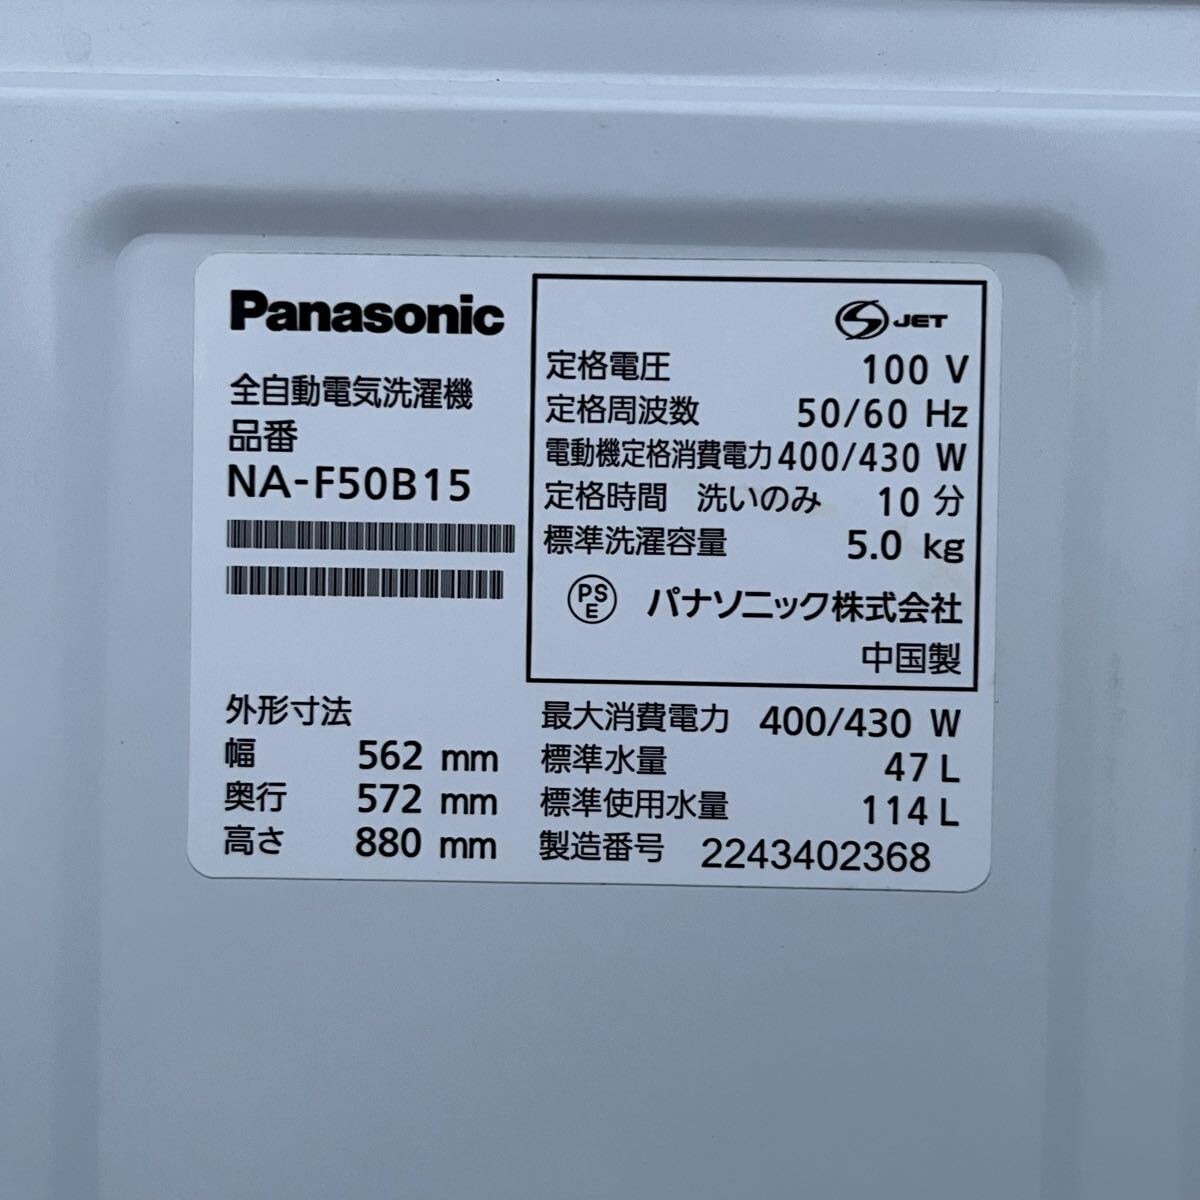 Panasonic
全自動電気洗濯機
品番
NA-F50B15
外形寸法
幅 562 mm
奥行 572 mm
高さ 880 mm
S JET
定格電圧 100 V
定格周波数 50/60 Hz
電動機定格消費電力 400/430 W
定格時間 洗いのみ 10 分
標準洗濯容量 5.0 kg
PS
E
パナソニック株式会社
中国製
最大消費電力 400/430 W
標準水量 47 L
標準使用水量 114 L
製造番号 2243402368